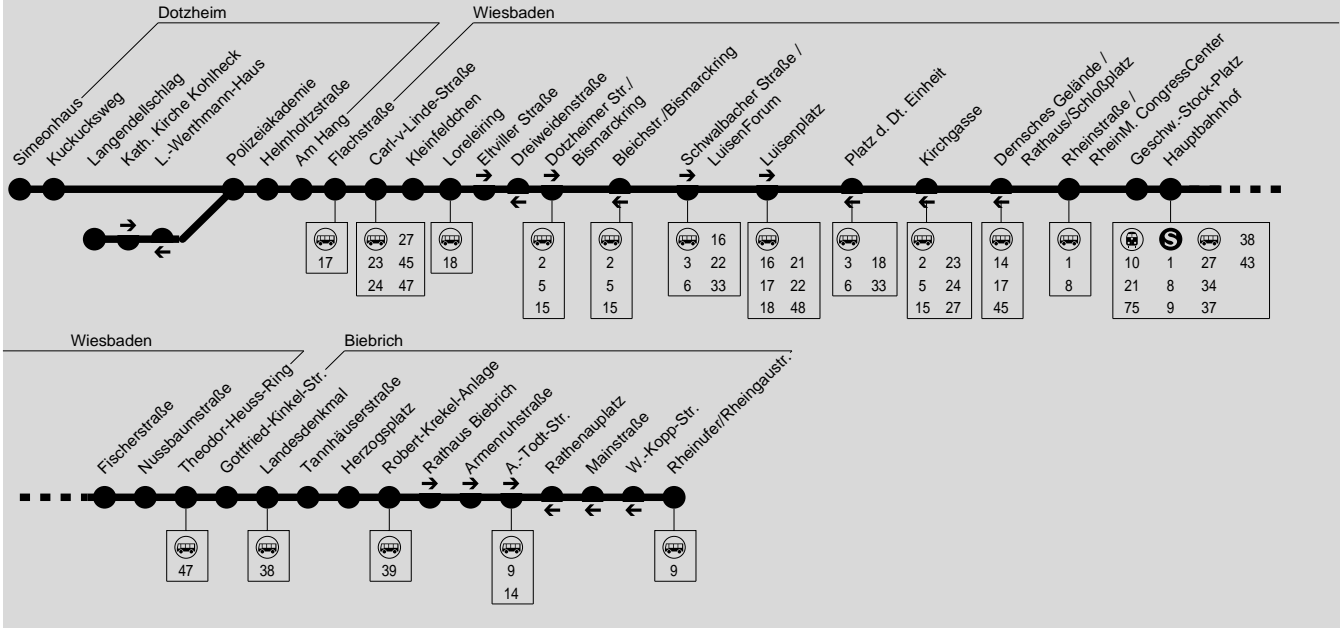 Dotzheim
Wiesbaden
Simeonhaus
Kuckucksweg
Langendellschlag
Kath. Kirche Kohlheck
L.-Werthmann-Haus
Polizeiakademie
Helmholtzstraße
Am Hang
Flachstraße
Carl-v-Linde-Straße
Kleinfeldchen
Loreleiring
Eltviller Straße
Dreiweidenstraße
Dotzheimer Str./
Bismarckring
Bleichstr./Bismarckring
Schwalbacher Straße /
LuisenForum
Luisenplatz
Platz d. Dt. Einheit
Kirchgasse
Dernsches Gelände /
Rathaus/Schloßplatz
Rheinstraße /
RheinM. CongressCenter
Geschw.-Stock-Platz
Hauptbahnhof
17
27
23 45
24 47
18
2
5
15
2
5
15
16
3 22
6 33
16 21
17 22
18 48
3 18
6 33
2 23
5 24
15 27
14
17
45
1
8
S 38
10 1 27 43
21 8 34
75 9 37
Wiesbaden
Biebrich
Fischerstraße
Nussbaumstraße
Theodor-Heuss-Ring
Gottfried-Kinkel-Str.
Landesdenkmal
Tannhäuserstraße
Herzogsplatz
Robert-Krekel-Anlage
Rathaus Biebrich
Armenruhstraße
A.-Todt-Str.
Rathenauplatz
Mainstraße
W.-Kopp-Str.
Rheinufer/Rheingaustr.
47
38
39
9
14
9